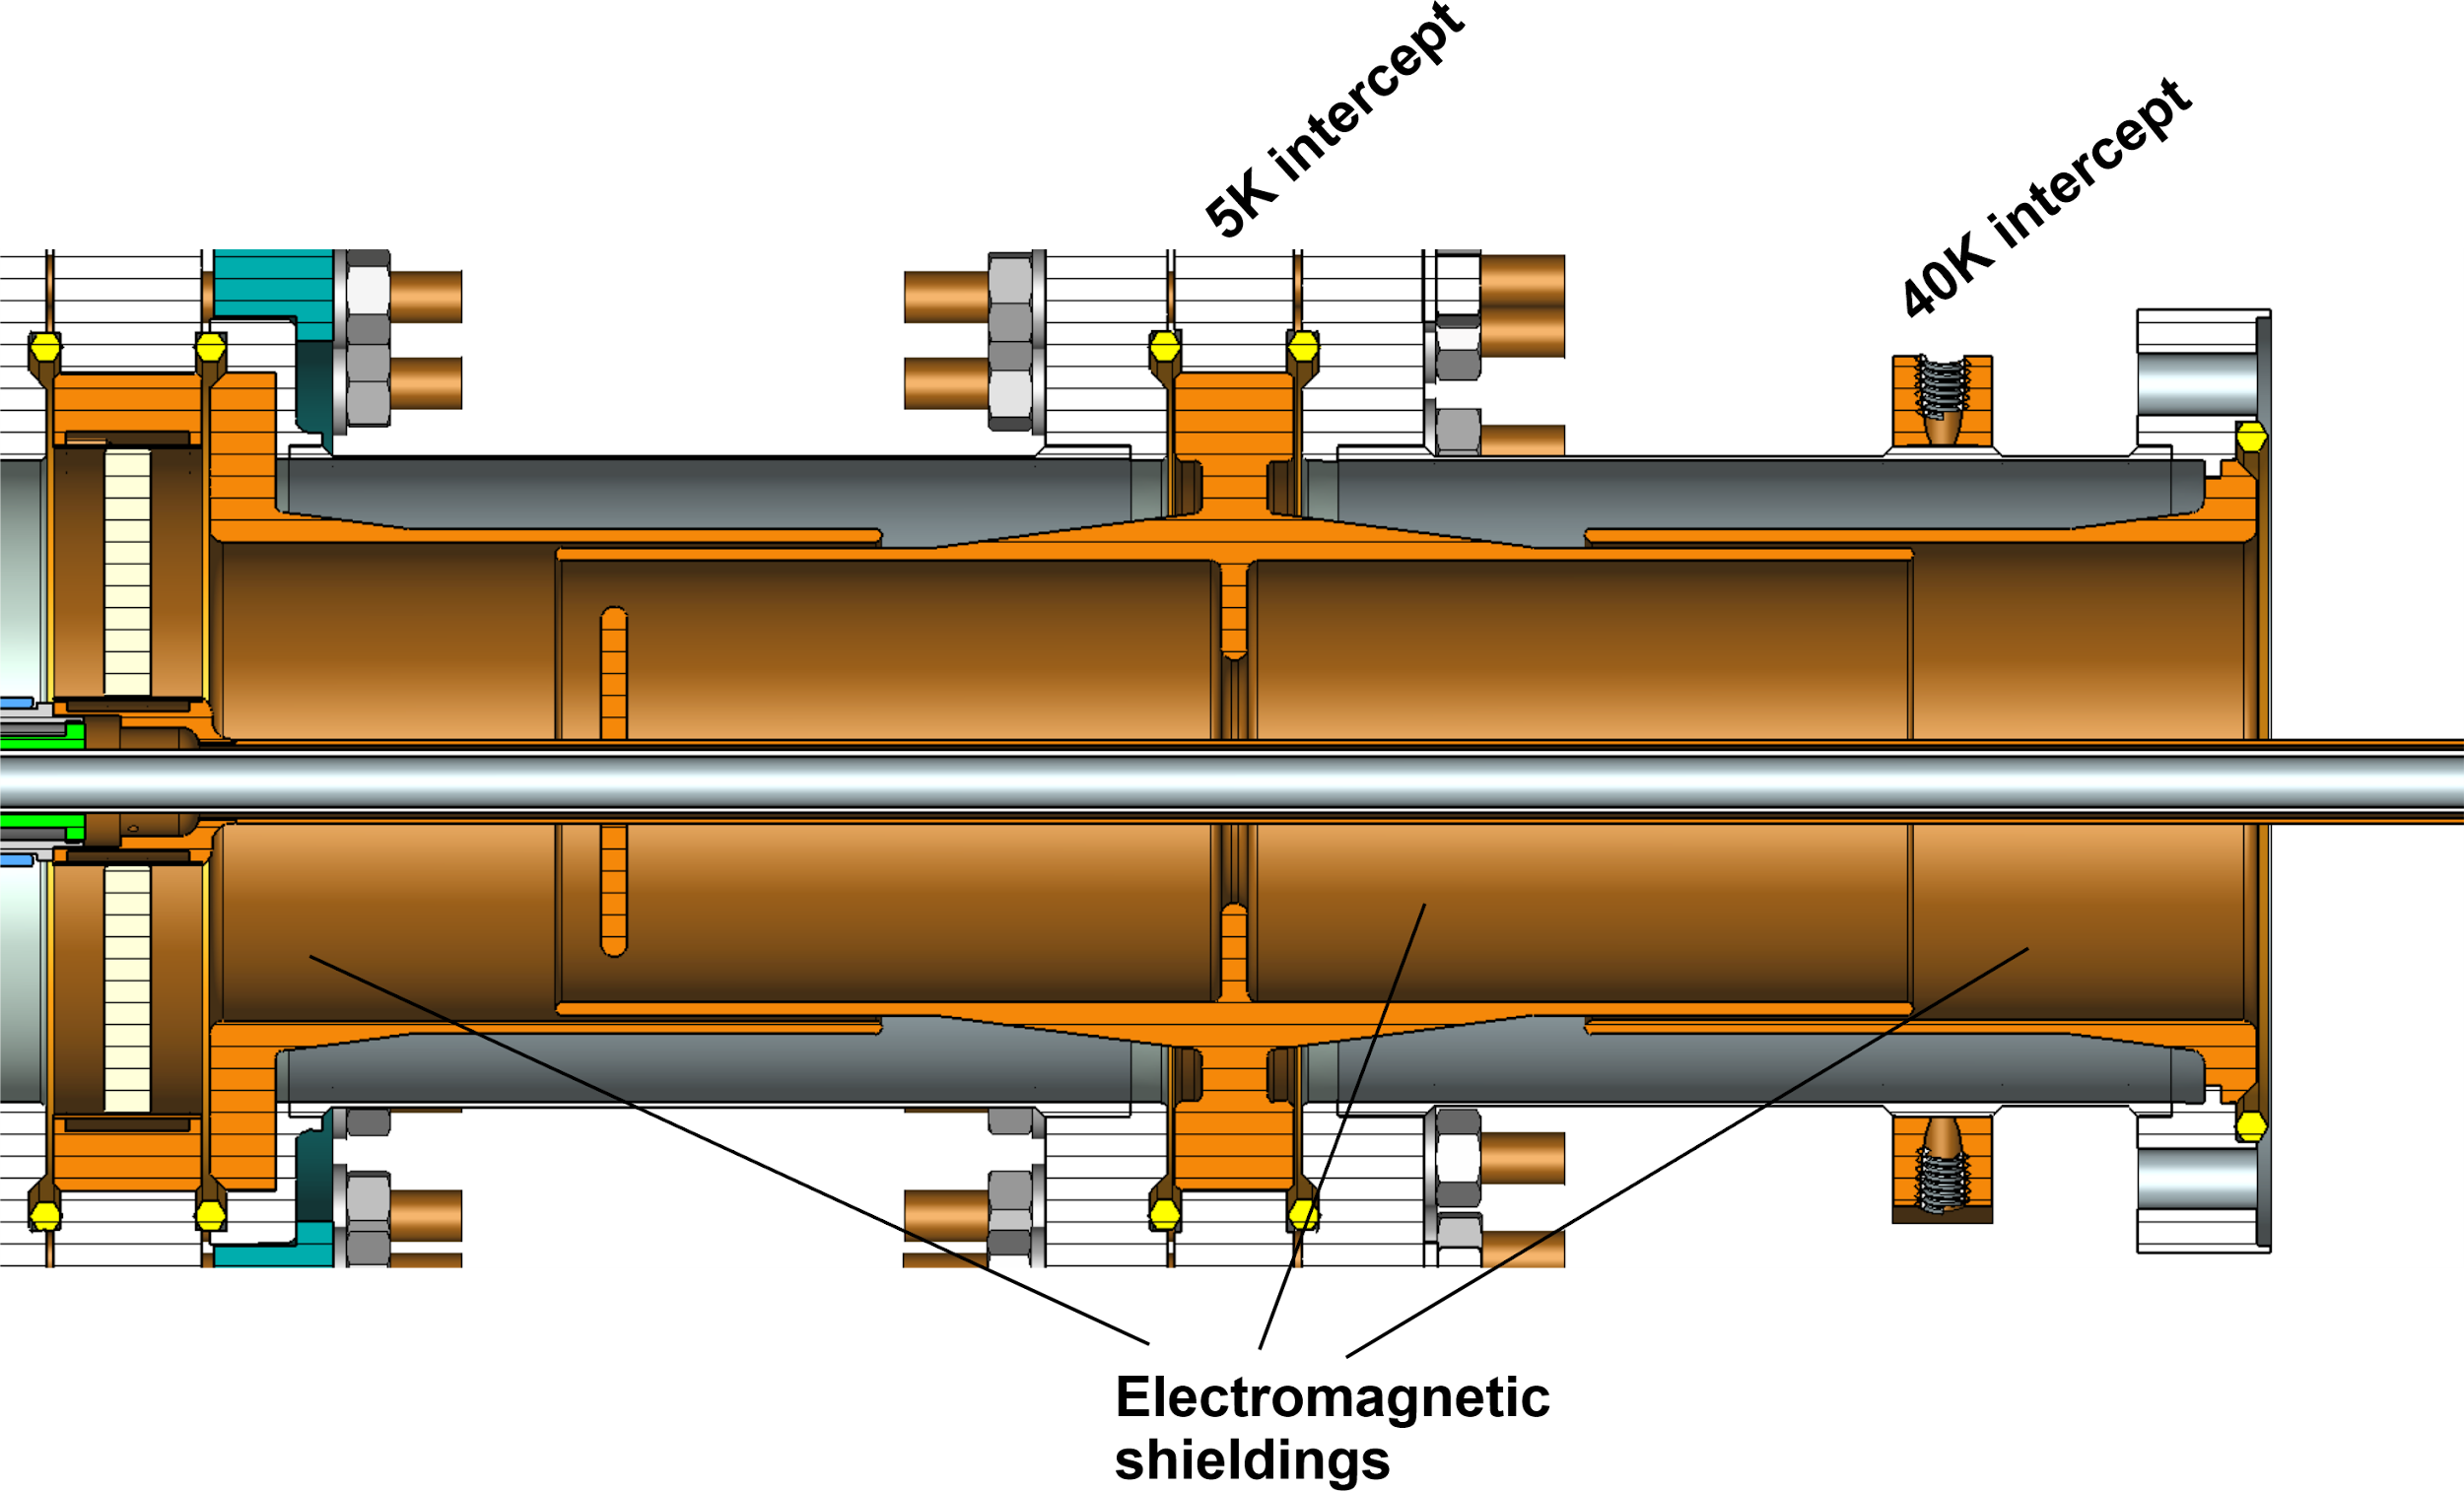 5K intercept
40K intercept
Electromagnetic
shieldings